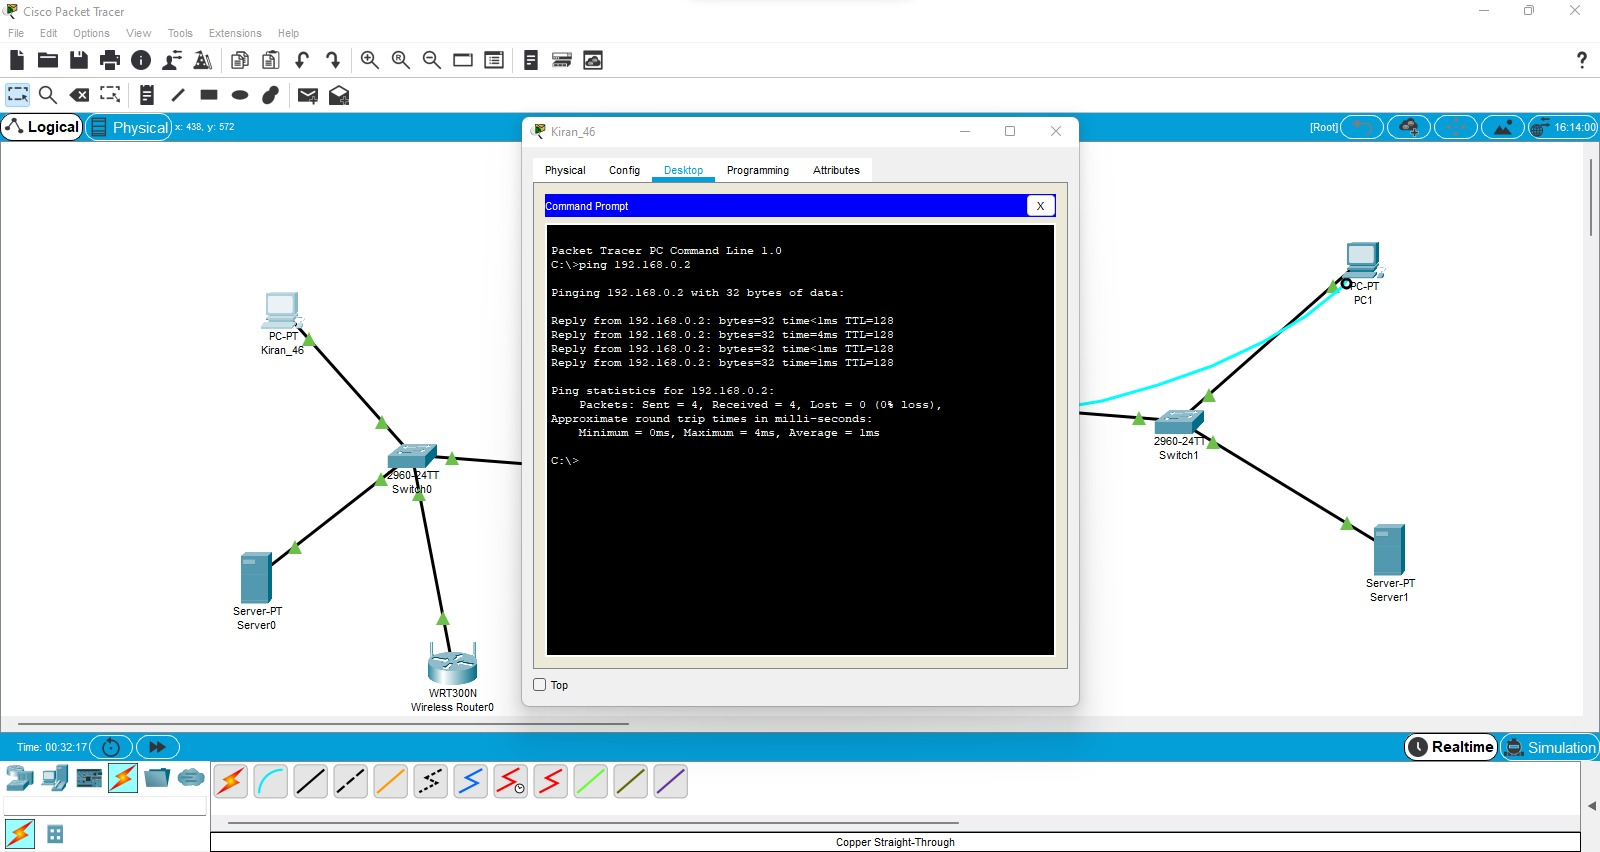 Cisco Packet Tracer
File Edit Options View Tools Extensions Help
?
Logical Physical x: 438, y: 572
[Root] 16:14:00
Kiran_46
Physical Config Desktop Programming Attributes
Command Prompt X
Packet Tracer PC Command Line 1.0
C:\>ping 192.168.0.2
Pinging 192.168.0.2 with 32 bytes of data:
Reply from 192.168.0.2: bytes=32 time<1ms TTL=128
Reply from 192.168.0.2: bytes=32 time=4ms TTL=128
Reply from 192.168.0.2: bytes=32 time<1ms TTL=128
Reply from 192.168.0.2: bytes=32 time=1ms TTL=128
Ping statistics for 192.168.0.2:
Packets: Sent = 4, Received = 4, Lost = 0 (0% loss),
Approximate round trip times in milli-seconds:
Minimum = 0ms, Maximum = 4ms, Average = 1ms
C:\>
Top
PC-PT
Kiran_46
2960-24TT
Switch0
Server-PT
Server0
WRT300N
Wireless Router0
PC-PT
PC1
2960-24TT
Switch1
Server-PT
Server1
Time: 00:32:17
Realtime Simulation
Copper Straight-Through